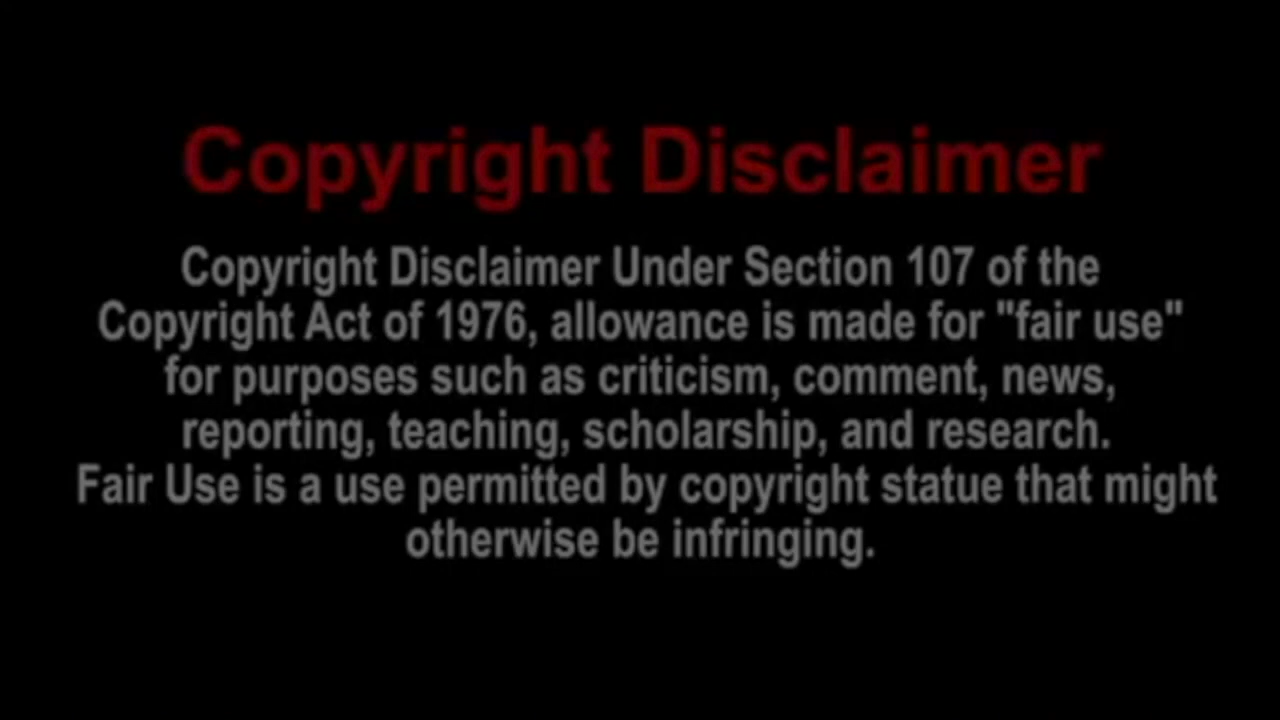 Copyright Disclaimer
Copyright Disclaimer Under Section 107 of the
Copyright Act of 1976, allowance is made for "fair use"
for purposes such as criticism, comment, news,
reporting, teaching, scholarship, and research.
Fair Use is a use permitted by copyright statue that might
otherwise be infringing.